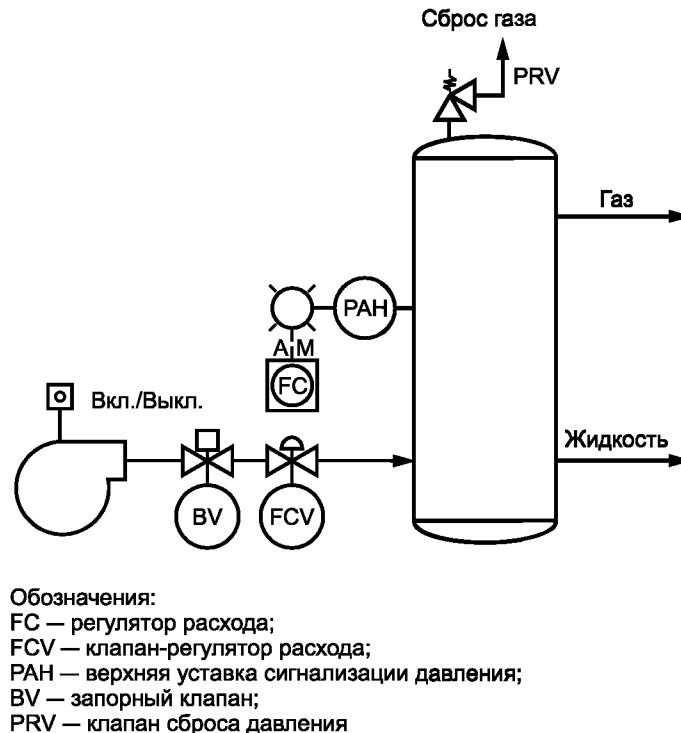 Сброс газа
PRV
Газ
PAH
A M
FC
Вкл./Выкл.
Жидкость
BV
FCV
Обозначения:
FC — регулятор расхода;
FCV — клапан-регулятор расхода;
PAH — верхняя уставка сигнализации давления;
BV — запорный клапан;
PRV — клапан сброса давления